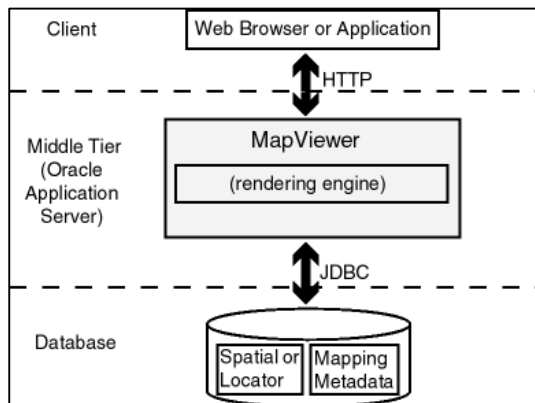 Client
Web Browser or Application
HTTP
Middle Tier
(Oracle
Application
Server)
MapViewer
(rendering engine)
JDBC
Database
Spatial or
Locator
Mapping
Metadata